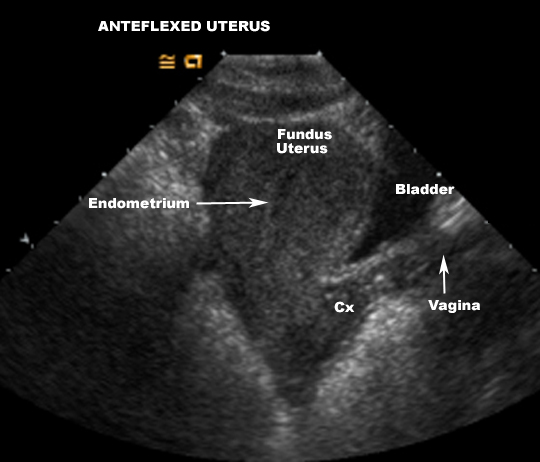 ANTEFLEXED UTERUS
Fundus
Uterus
Bladder
Endometrium
Cx
Vagina